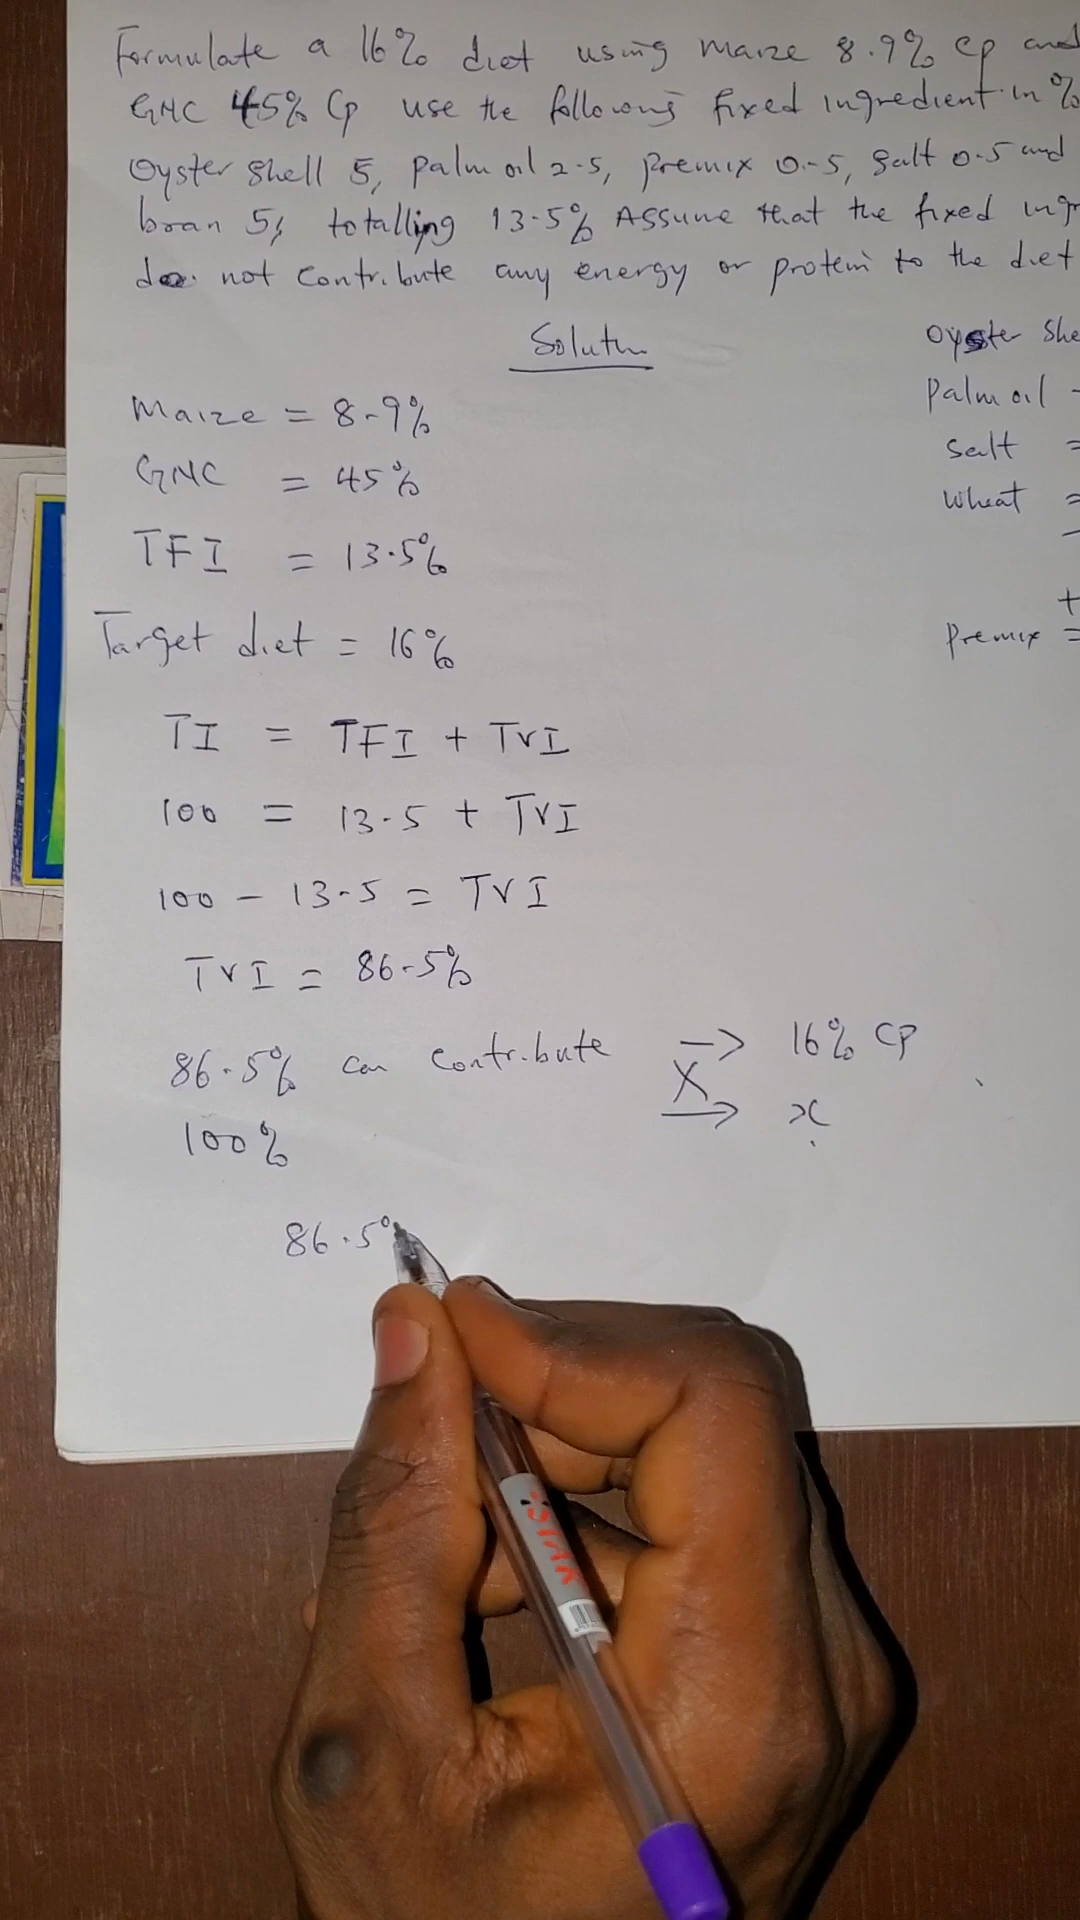 Formulate a 16% diet using maize 8.9% cp and
GNC 45% Cp use the following fixed ingredient in %
Oyster shell 5, palm oil 2.5, premix 0.5, salt 0.5 and
bran 5, totalling 13.5% Assume that the fixed ingr
do not contribute any energy or protein to the diet
Solutn
Maize = 8.9%
GNC = 45%
TFI = 13.5%
Target diet = 16%
Oyster She
palm oil -
salt =
wheat =
+
premix =
TI = TFI + TVI
100 = 13.5 + TVI
100 - 13.5 = TVI
TVI = 86.5%
86.5% can contribute → 16% CP
X
100% → x
86.5%
STAR